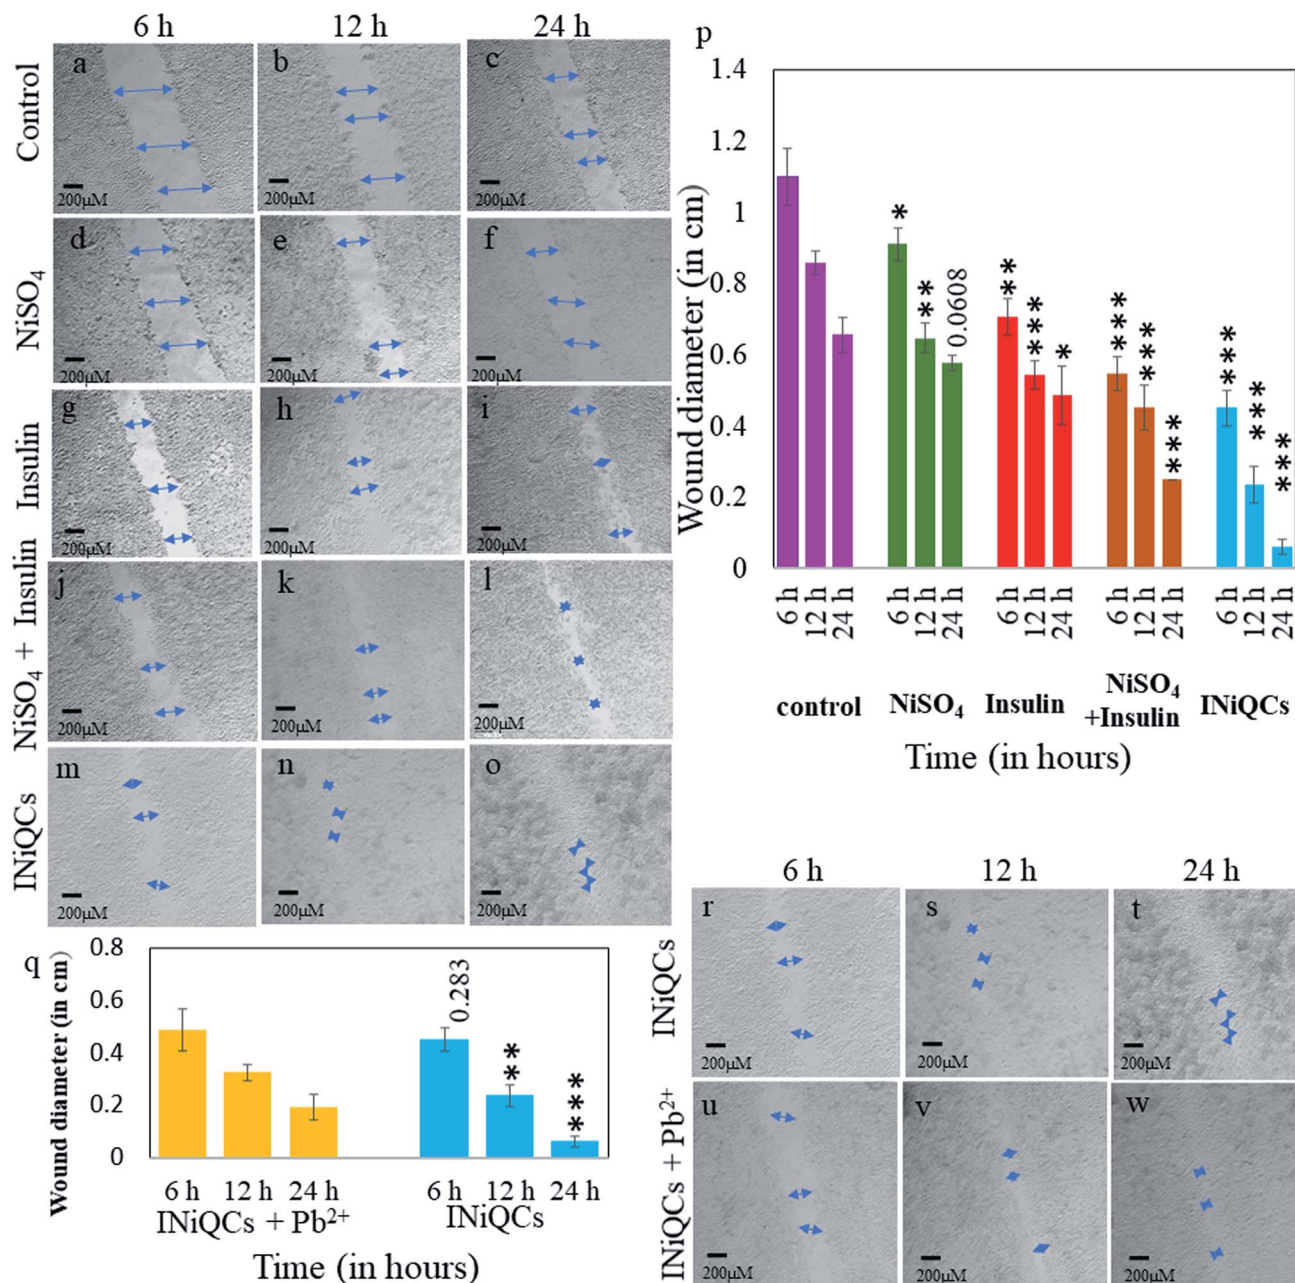 6 h 12 h 24 h
Control
a b c
200µM 200µM 200µM
NiSO₄
d e f
200µM 200µM 200µM
Insulin
g h i
200µM 200µM 200µM
NiSO₄ + Insulin
j k l
200µM 200µM
INiQCs
m n o
200µM 200µM 200µM
p
Wound diameter (in cm)
1.4
1.2
1
0.8
0.6
0.4
0.2
0
* ** 0.0608 ** *** * *** *** *** *** *** ***
6 h 12 h 24 h 6 h 12 h 24 h 6 h 12 h 24 h 6 h 12 h 24 h 6 h 12 h 24 h
control NiSO₄ Insulin NiSO₄ INiQCs
+Insulin
Time (in hours)
q
Wound diameter (in cm)
0.8
0.6
0.4
0.2
0
0.283 ** ***
6 h 12 h 24 h 6 h 12 h 24 h
INiQCs + Pb²⁺ INiQCs
Time (in hours)
6 h 12 h 24 h
INiQCs
r s t
200µM 200µM 200µM
INiQCs + Pb²⁺
u v w
200µM 200µM 200µM